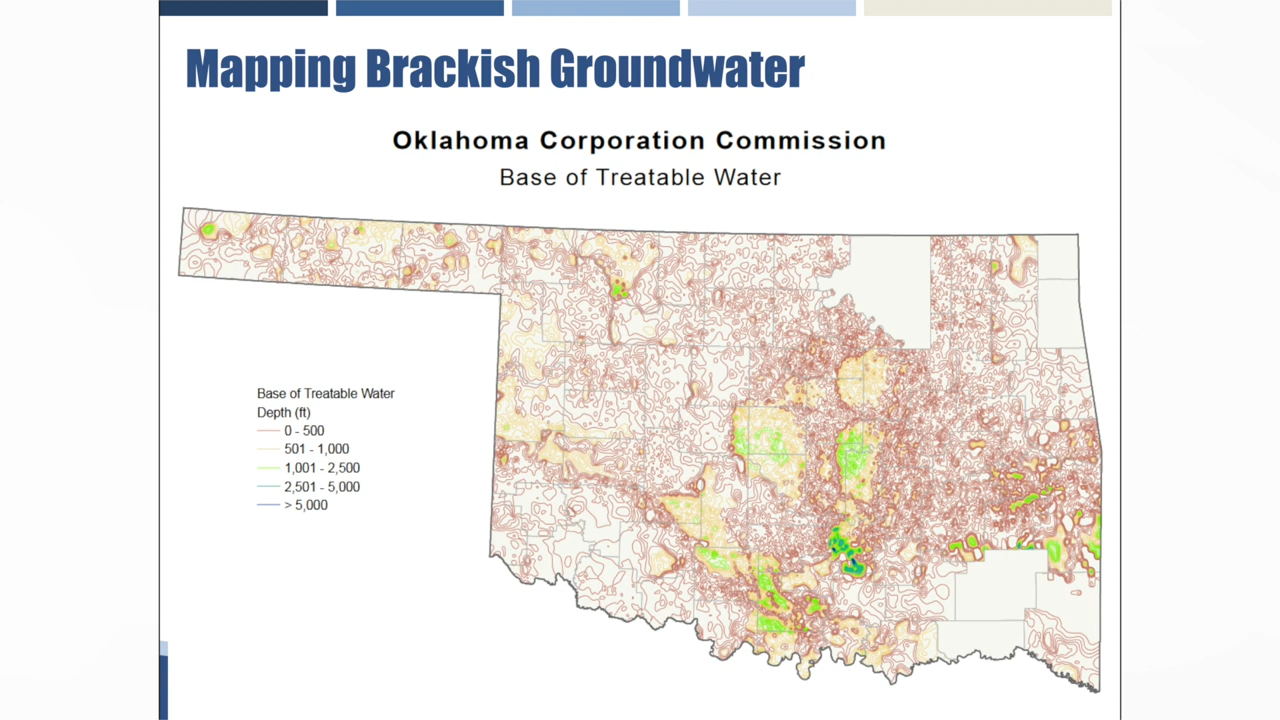 Mapping Brackish Groundwater
Oklahoma Corporation Commission
Base of Treatable Water
Base of Treatable Water
Depth (ft)
0 - 500
501 - 1,000
1,001 - 2,500
2,501 - 5,000
> 5,000